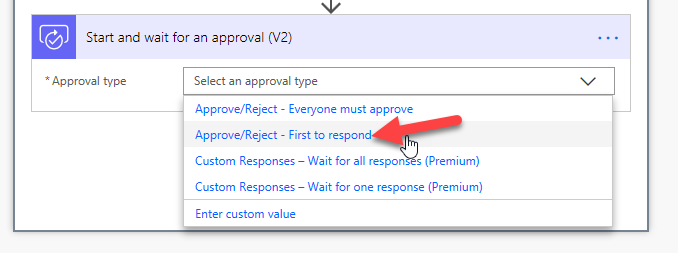 Start and wait for an approval (V2)
* Approval type
Select an approval type
Approve/Reject - Everyone must approve
Approve/Reject - First to respond
Custom Responses – Wait for all responses (Premium)
Custom Responses – Wait for one response (Premium)
Enter custom value